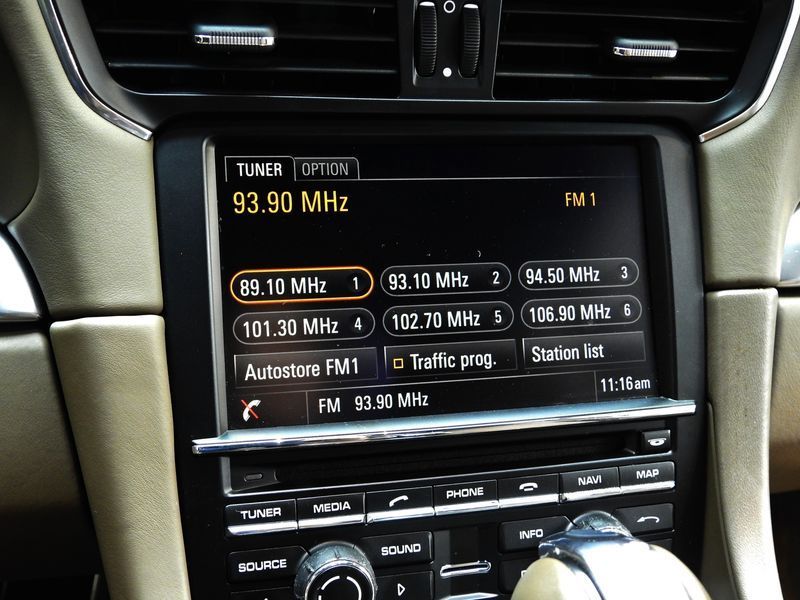 TUNER OPTION
93.90 MHz FM 1
89.10 MHz 1 93.10 MHz 2 94.50 MHz 3
101.30 MHz 4 102.70 MHz 5 106.90 MHz 6
Autostore FM1 Traffic prog. Station list
FM 93.90 MHz 11:16 am
TUNER MEDIA PHONE NAVI MAP
SOURCE SOUND INFO